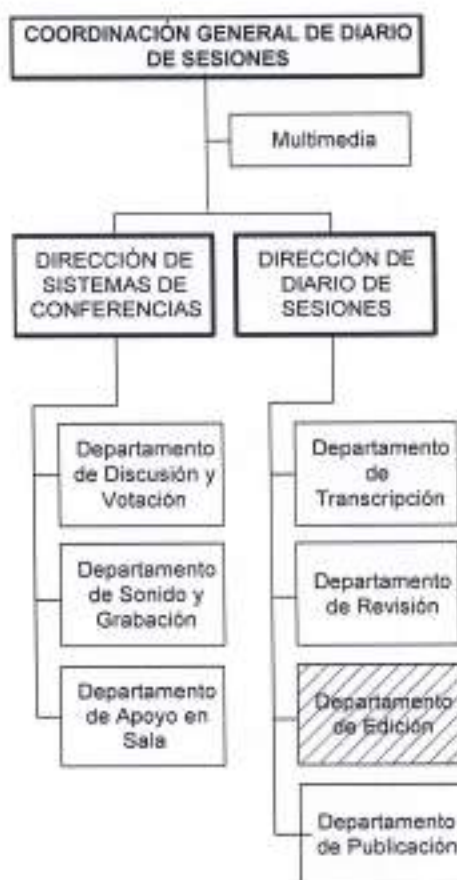 COORDINACIÓN GENERAL DE DIARIO
DE SESIONES
Multimedia
DIRECCIÓN DE
SISTEMAS DE
CONFERENCIAS
DIRECCIÓN DE
DIARIO DE
SESIONES
Departamento
de Discusión y
Votación
Departamento
de Sonido y
Grabación
Departamento
de Apoyo en
Sala
Departamento
de
Transcripción
Departamento
de Revisión
Departamento
de Edición
Departamento
de Publicación